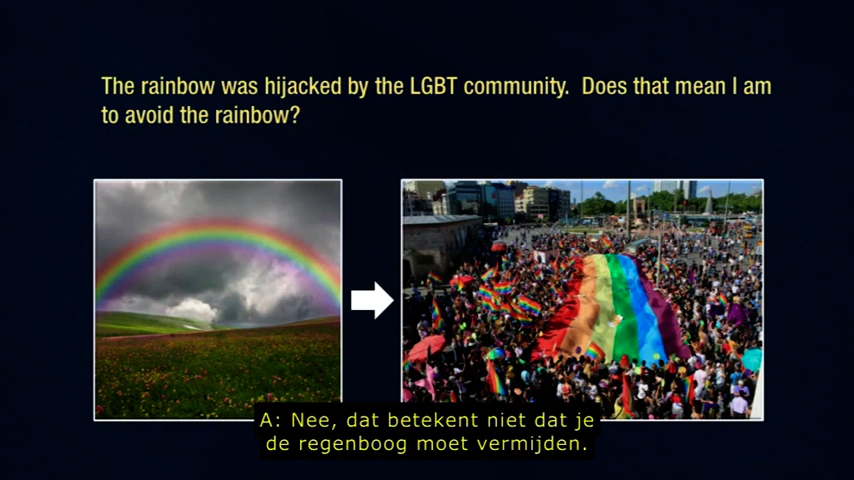 The rainbow was hijacked by the LGBT community.  Does that mean I am
to avoid the rainbow?
A: Nee, dat betekent niet dat je
de regenboog moet vermijden.